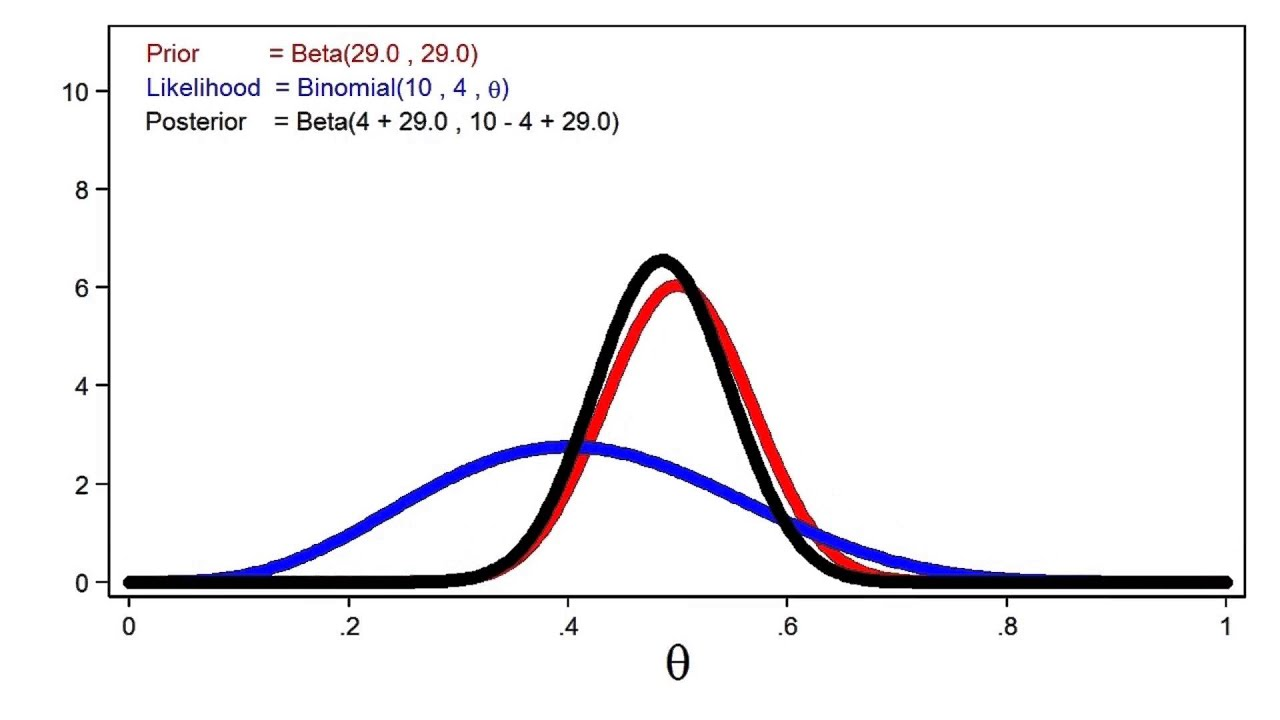 Prior = Beta(29.0 , 29.0)
Likelihood = Binomial(10 , 4 , θ)
Posterior = Beta(4 + 29.0 , 10 - 4 + 29.0)
10
8
6
4
2
0
0 .2 .4 .6 .8 1
θ